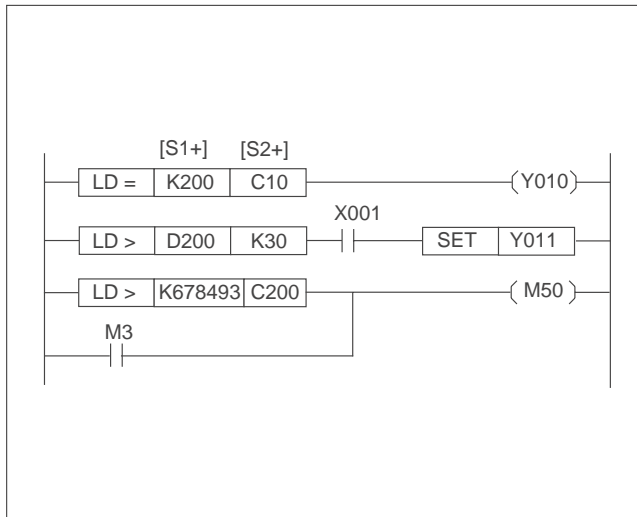 [S1+] [S2+]
LD = K200 C10 (Y010)
X001
LD > D200 K30 SET Y011
LD > K678493 C200 (M50)
M3